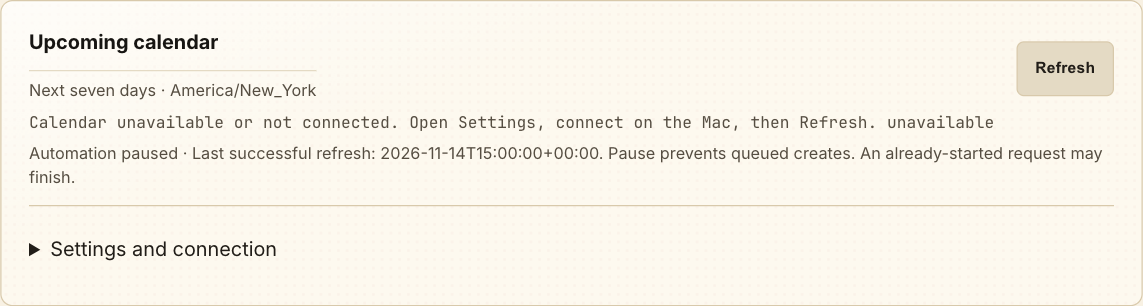 Upcoming calendar
Refresh
Next seven days · America/New_York
Calendar unavailable or not connected. Open Settings, connect on the Mac, then Refresh. unavailable
Automation paused · Last successful refresh: 2026-11-14T15:00:00+00:00. Pause prevents queued creates. An already-started request may
finish.
Settings and connection